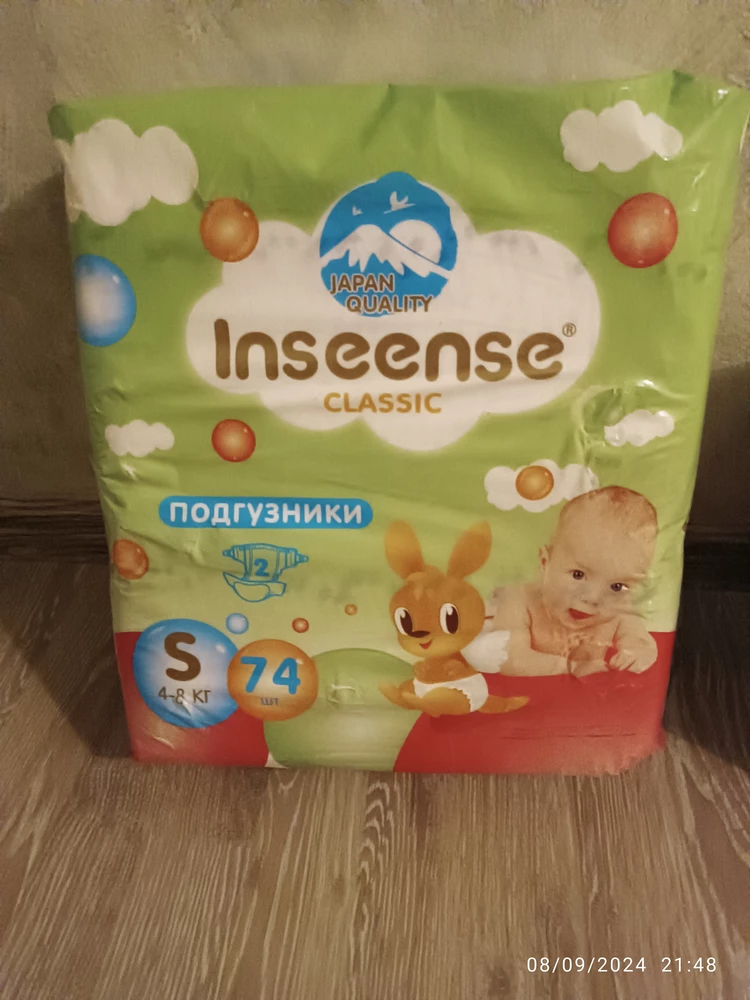 JAPAN
QUALITY
Inseense®
CLASSIC
ПОДГУЗНИКИ
2
S
4-8 КГ
74
ШТ
08/09/2024 21:48